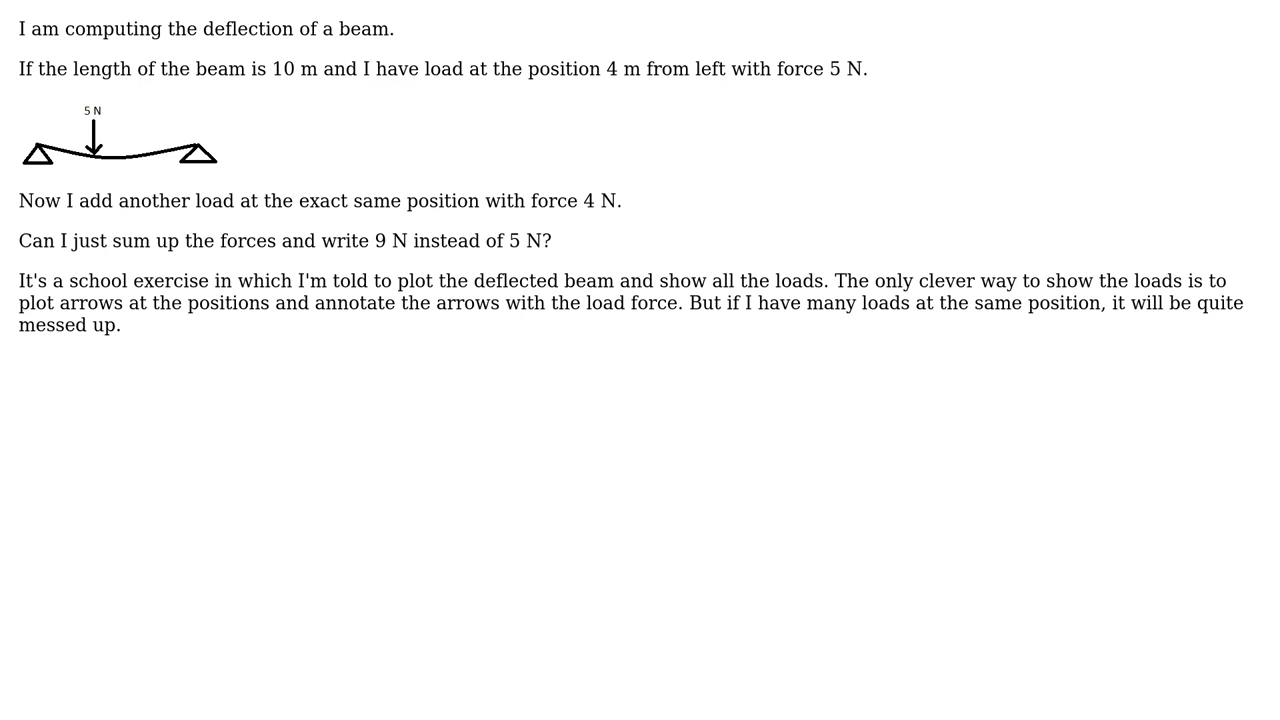 I am computing the deflection of a beam.
If the length of the beam is 10 m and I have load at the position 4 m from left with force 5 N.
5 N
Now I add another load at the exact same position with force 4 N.
Can I just sum up the forces and write 9 N instead of 5 N?
It's a school exercise in which I'm told to plot the deflected beam and show all the loads. The only clever way to show the loads is to
plot arrows at the positions and annotate the arrows with the load force. But if I have many loads at the same position, it will be quite
messed up.